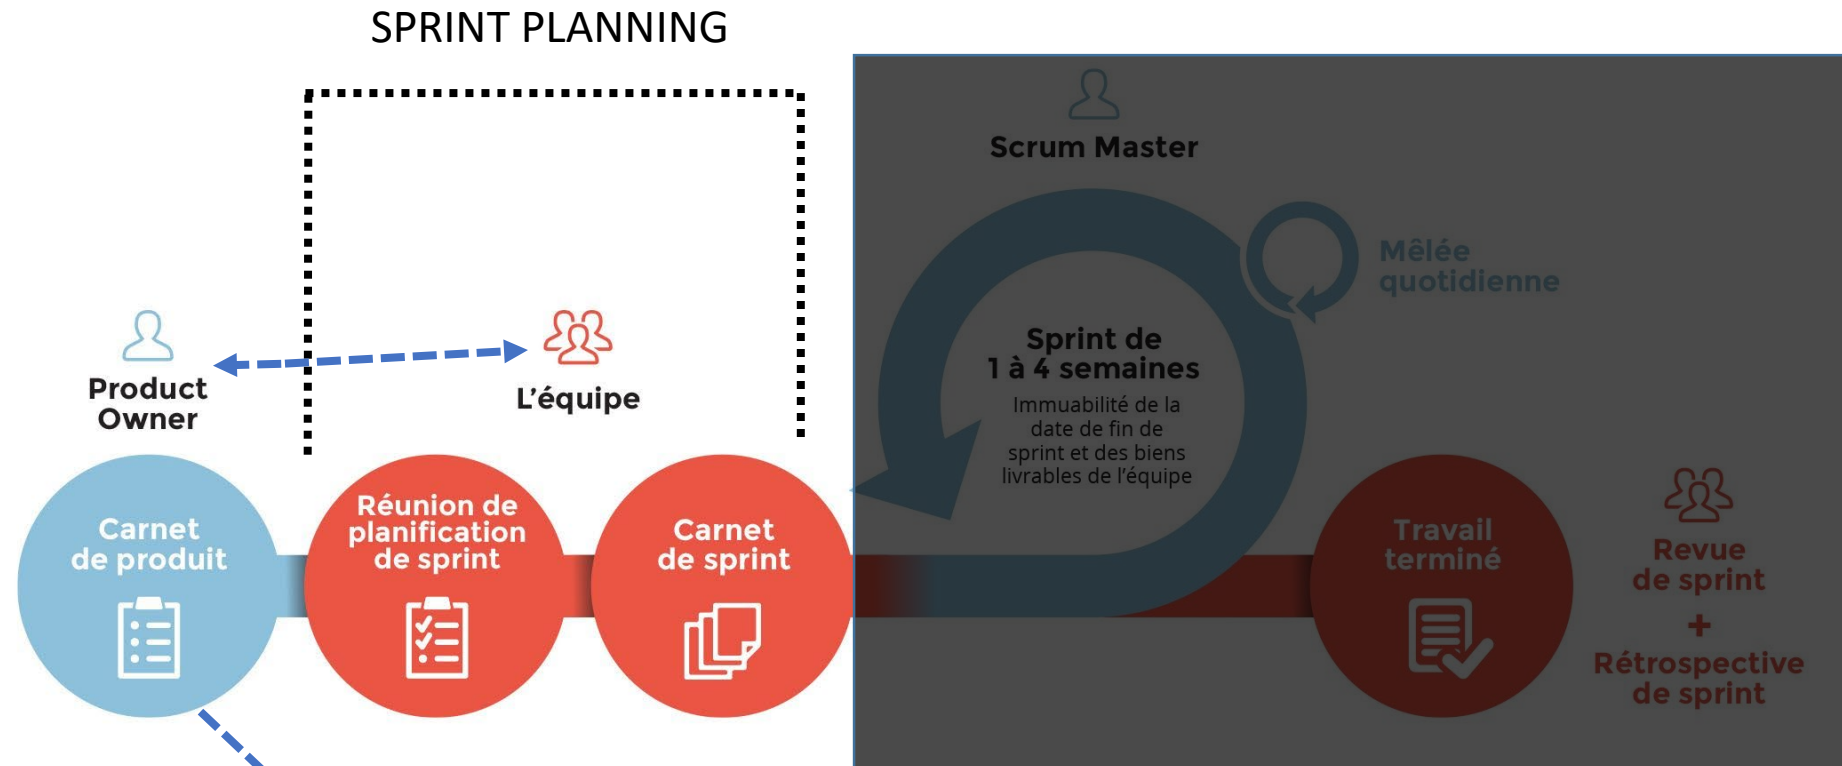 SPRINT PLANNING
Product
Owner
L'équipe
Carnet
de produit
Réunion de
planification
de sprint
Carnet
de sprint
Scrum Master
Mêlée
quotidienne
Sprint de
1 à 4 semaines
Immuabilité de la
date de fin de
sprint et des biens
livrables de l'équipe
Travail
terminé
Revue
de sprint
+
Rétrospective
de sprint